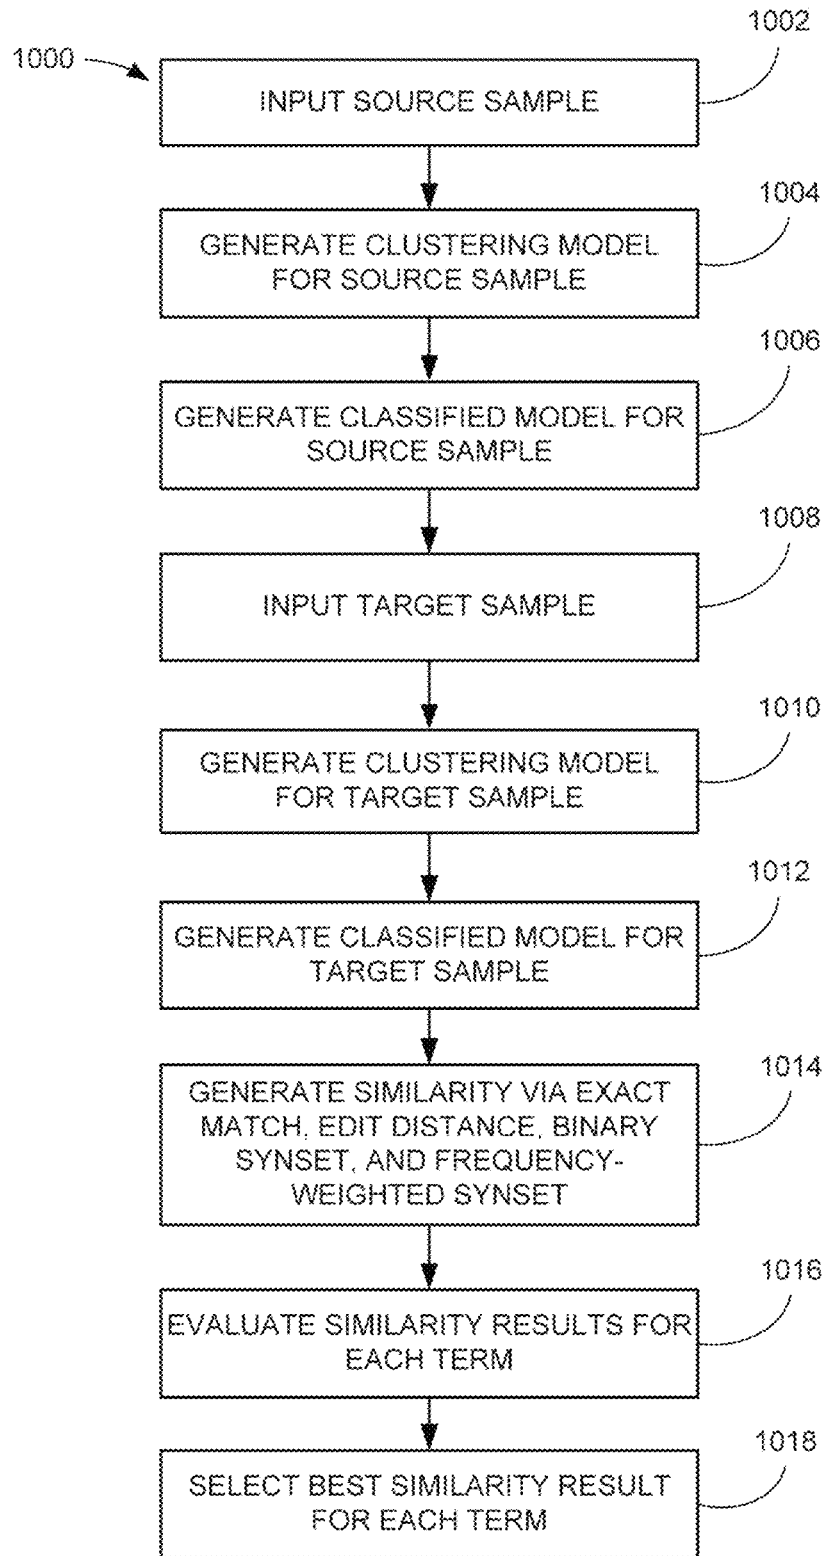 1000
1002
INPUT SOURCE SAMPLE
1004
GENERATE CLUSTERING MODEL
FOR SOURCE SAMPLE
1006
GENERATE CLASSIFIED MODEL FOR
SOURCE SAMPLE
1008
INPUT TARGET SAMPLE
1010
GENERATE CLUSTERING MODEL
FOR TARGET SAMPLE
1012
GENERATE CLASSIFIED MODEL FOR
TARGET SAMPLE
1014
GENERATE SIMILARITY VIA EXACT
MATCH, EDIT DISTANCE, BINARY
SYNSET, AND FREQUENCY-
WEIGHTED SYNSET
1016
EVALUATE SIMILARITY RESULTS FOR
EACH TERM
1018
SELECT BEST SIMILARITY RESULT
FOR EACH TERM